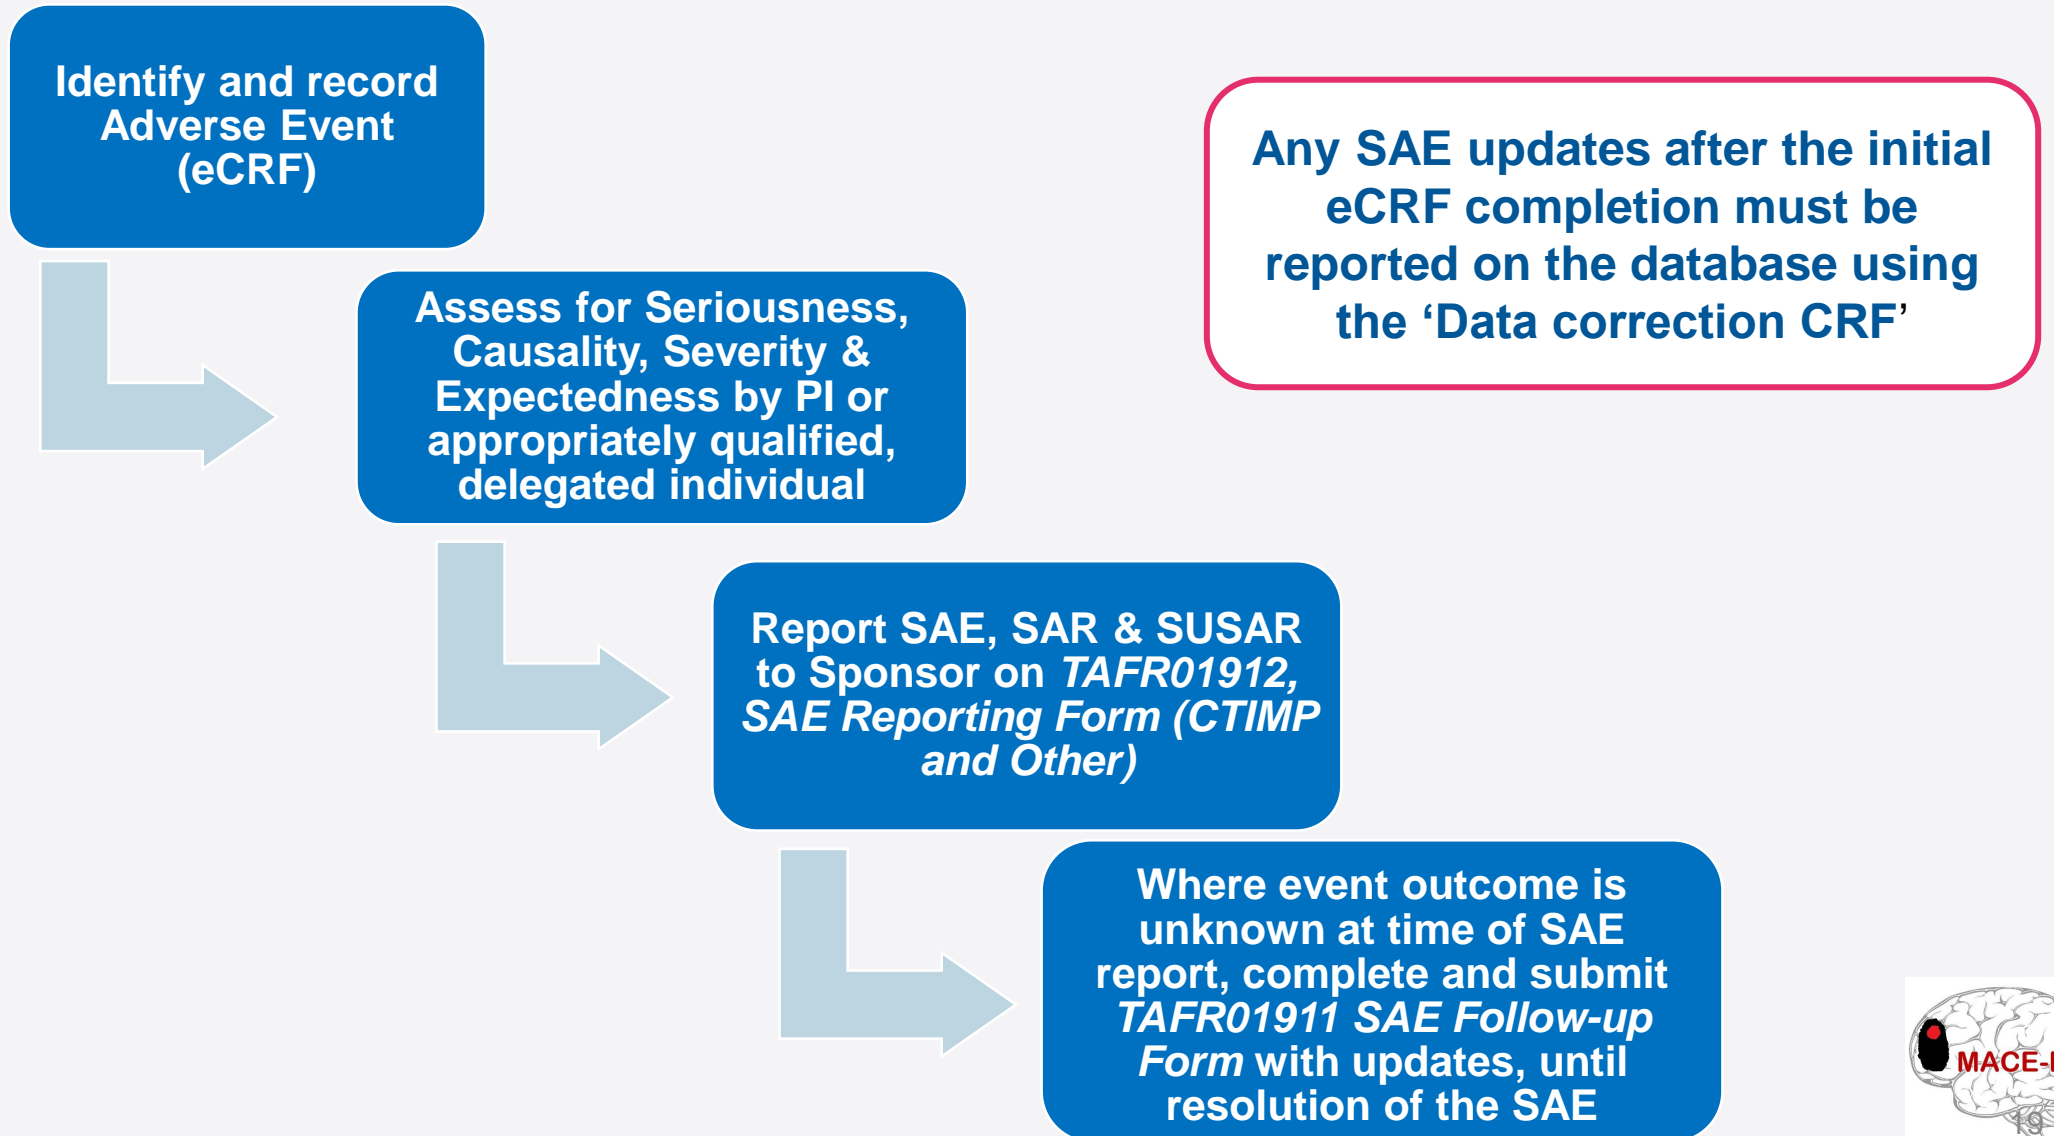 Identify and record
Adverse Event
(eCRF)
Any SAE updates after the initial
eCRF completion must be
reported on the database using
the ‘Data correction CRF’
Assess for Seriousness,
Causality, Severity &
Expectedness by PI or
appropriately qualified,
delegated individual
Report SAE, SAR & SUSAR
to Sponsor on TAFR01912,
SAE Reporting Form (CTIMP
and Other)
Where event outcome is
unknown at time of SAE
report, complete and submit
TAFR01911 SAE Follow-up
Form with updates, until
resolution of the SAE
19